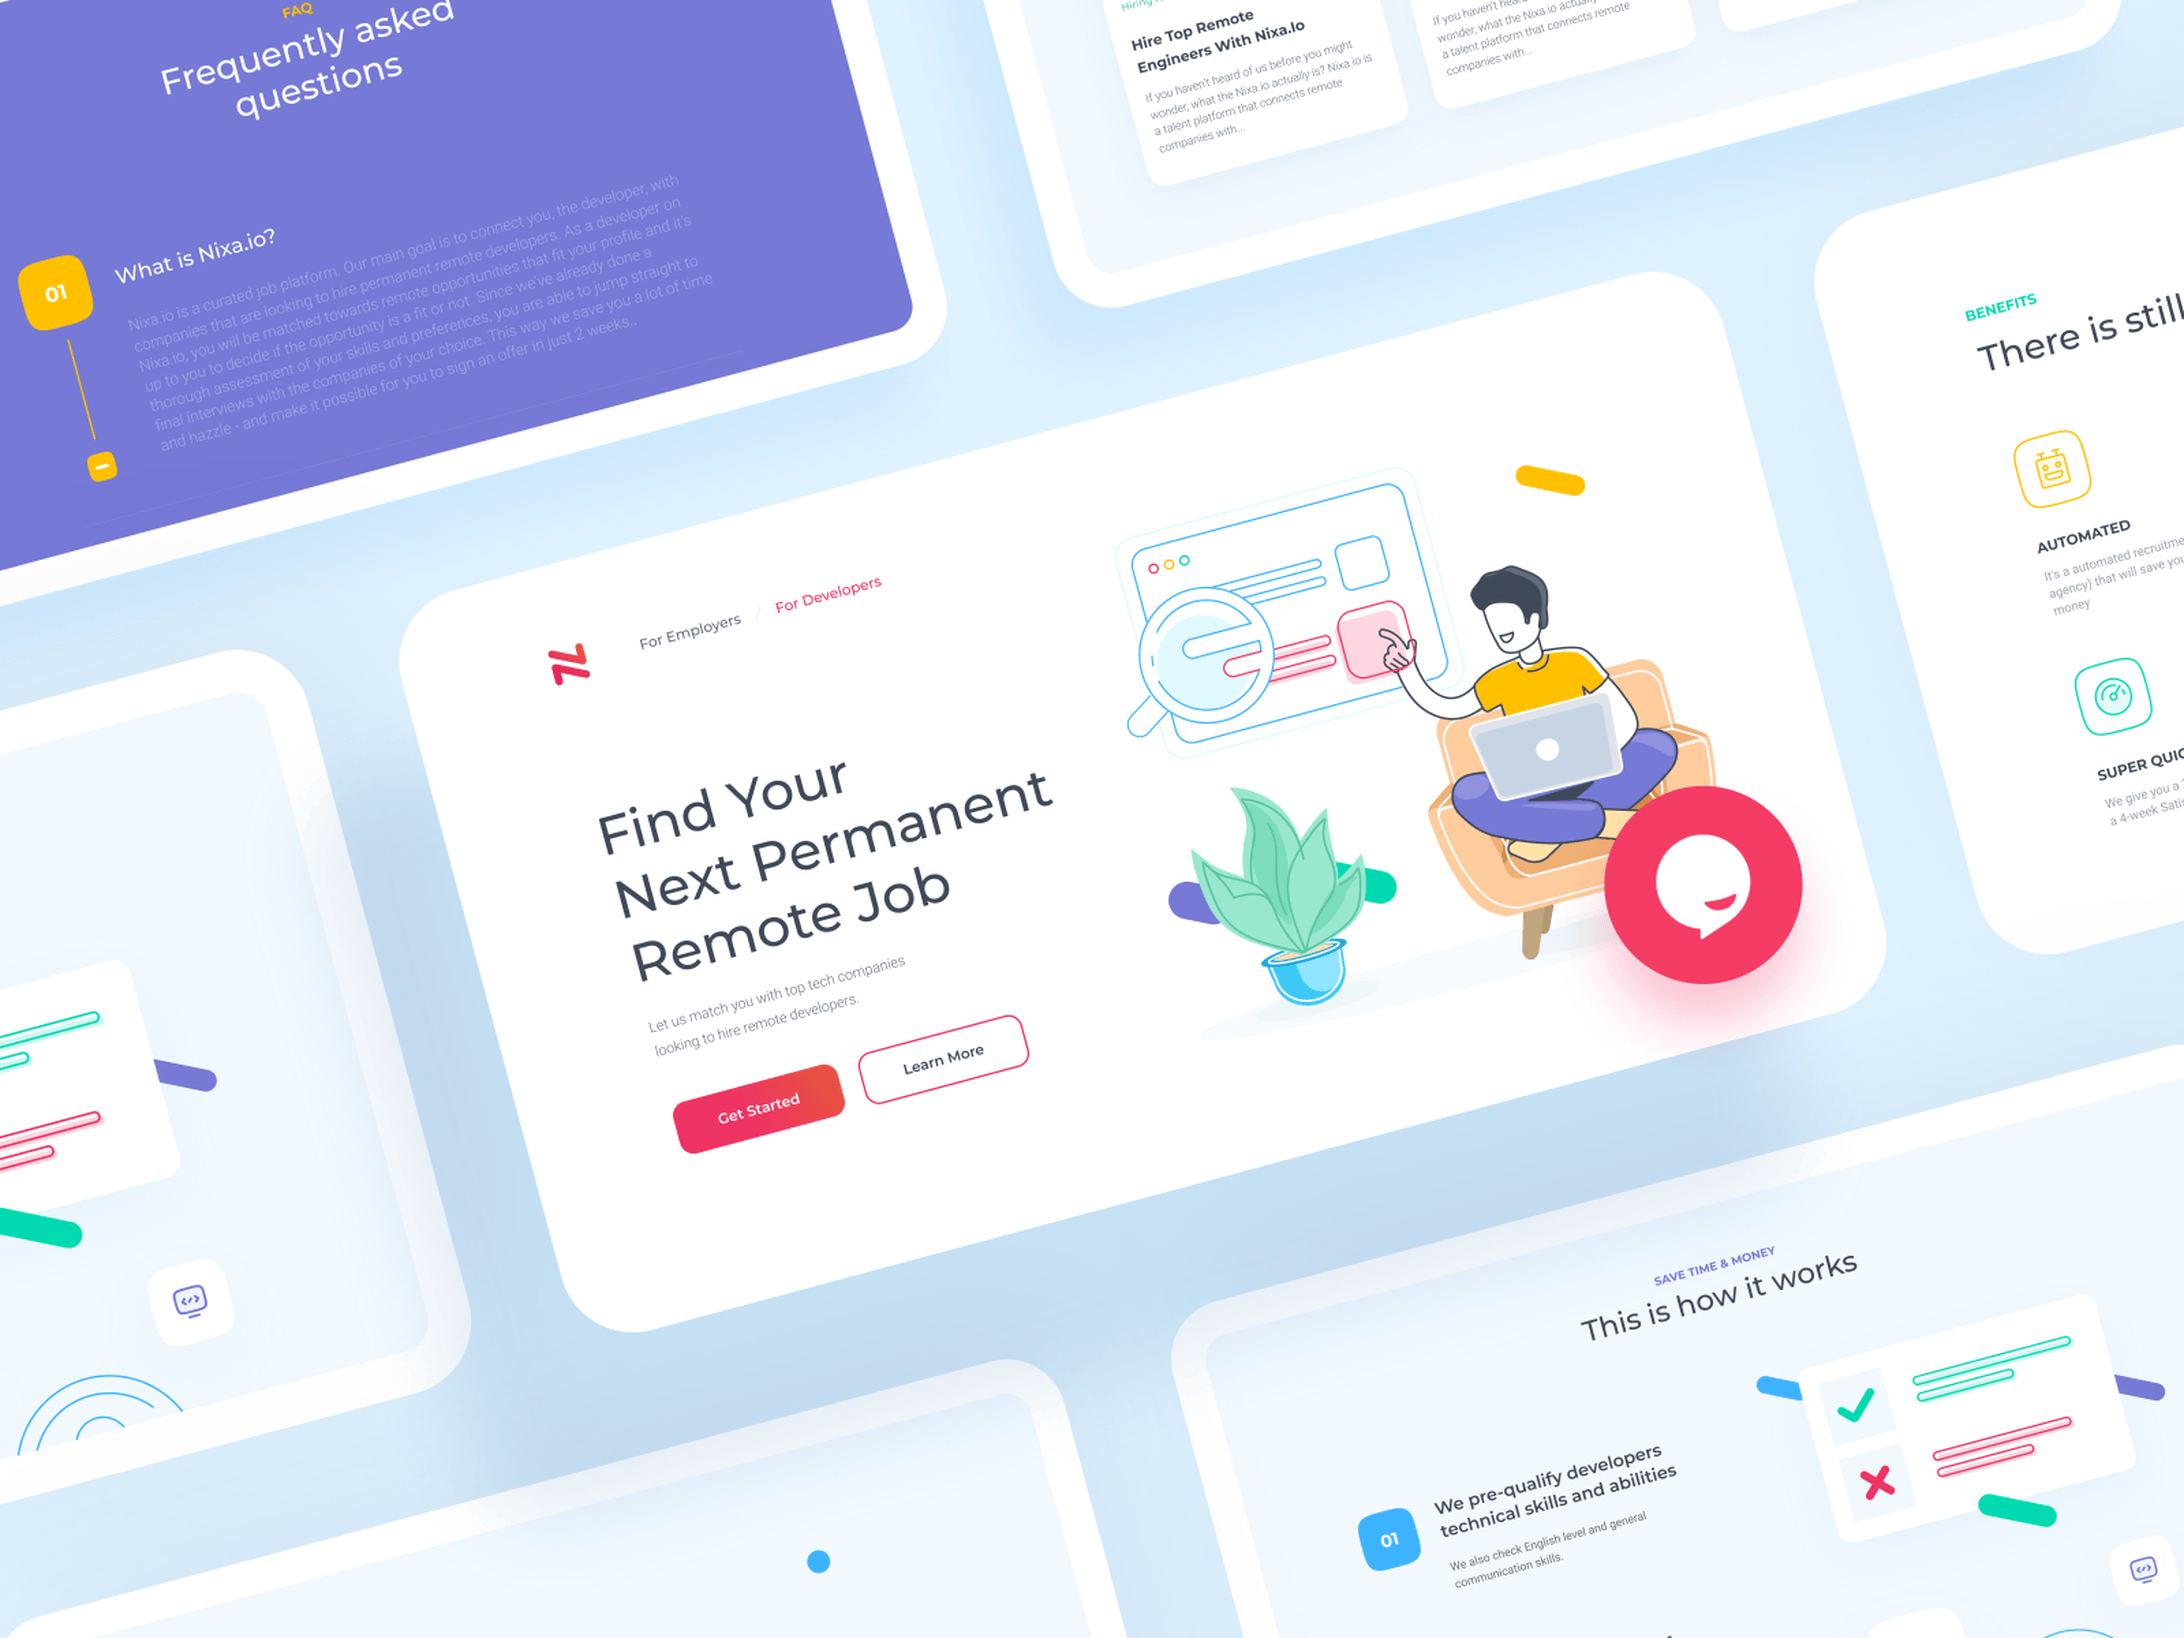 FAQ
Frequently asked
questions
01
What is Nixa.io?
Nixa.io is a curated job platform. Our main goal is to connect you, the developer, with
companies that are looking to hire permanent remote developers. As a developer on
Nixa.io, you will be matched towards remote opportunities that fit your profile and it's
up to you to decide if the opportunity is a fit or not. Since we've already done a
thorough assessment of your skills and preferences, you are able to jump straight to
final interviews with the companies of your choice. This way we save you a lot of time
and hazzle - and make it possible for you to sign an offer in just 2 weeks..
Hiring
Hire Top Remote
Engineers With Nixa.Io
If you haven't heard of us before you might
wonder, what the Nixa.io actually is? Nixa.io is
a talent platform that connects remote
companies with...
If you haven't
wonder, what the Nixa.io actually
a talent platform that connects remote
companies with...
For Employers / For Developers
Find Your
Next Permanent
Remote Job
Let us match you with top tech companies
looking to hire remote developers.
Get Started
Learn More
BENEFITS
There is still
AUTOMATED
It's a automated
agency) that will save you
money
SUPER
We give you a
a 4-week
SAVE TIME & MONEY
This is how it works
01
We pre-qualify developers
technical skills and abilities
We also check English level and general
communication skills.